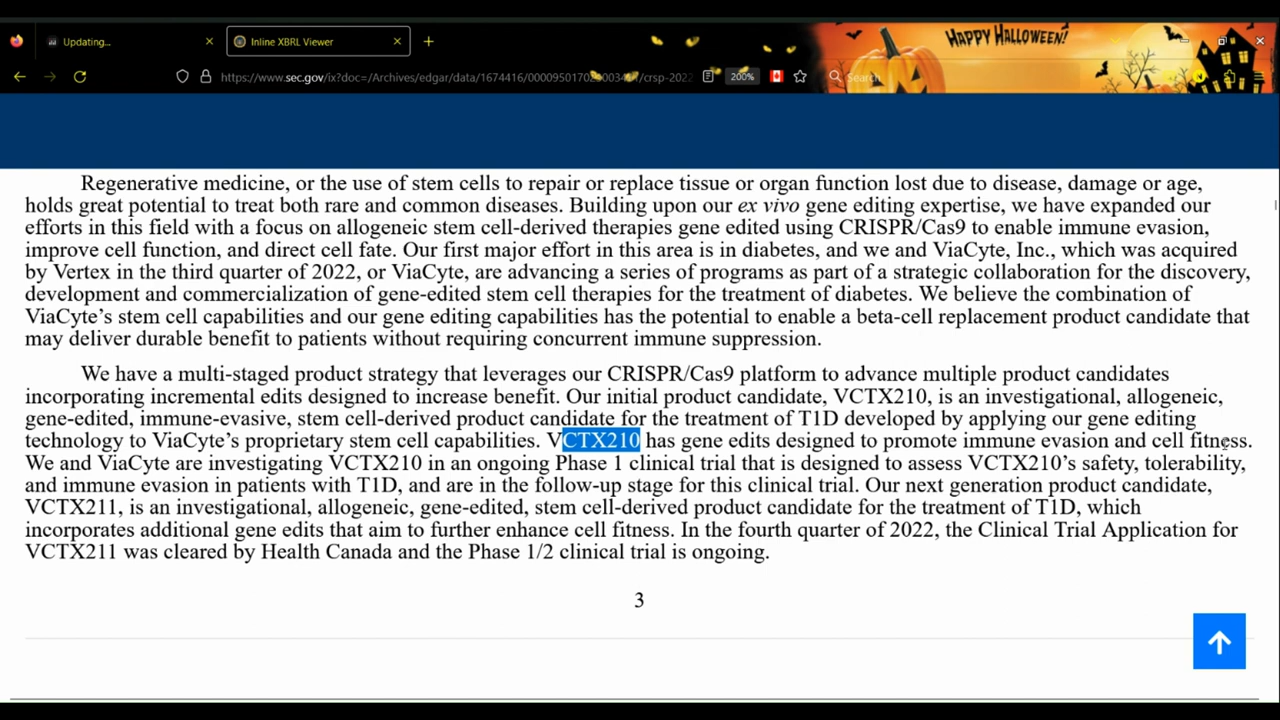 HAPPY HALLOWEEN!
Updating...
Inline XBRL Viewer
200%
Search
Regenerative medicine, or the use of stem cells to repair or replace tissue or organ function lost due to disease, damage or age,
holds great potential to treat both rare and common diseases. Building upon our ex vivo gene editing expertise, we have expanded our
efforts in this field with a focus on allogeneic stem cell-derived therapies gene edited using CRISPR/Cas9 to enable immune evasion,
improve cell function, and direct cell fate. Our first major effort in this area is in diabetes, and we and ViaCyte, Inc., which was acquired
by Vertex in the third quarter of 2022, or ViaCyte, are advancing a series of programs as part of a strategic collaboration for the discovery,
development and commercialization of gene-edited stem cell therapies for the treatment of diabetes. We believe the combination of
ViaCyte’s stem cell capabilities and our gene editing capabilities has the potential to enable a beta-cell replacement product candidate that
may deliver durable benefit to patients without requiring concurrent immune suppression.
We have a multi-staged product strategy that leverages our CRISPR/Cas9 platform to advance multiple product candidates
incorporating incremental edits designed to increase benefit. Our initial product candidate, VCTX210, is an investigational, allogeneic,
gene-edited, immune-evasive, stem cell-derived product candidate for the treatment of T1D developed by applying our gene editing
technology to ViaCyte’s proprietary stem cell capabilities. VCTX210 has gene edits designed to promote immune evasion and cell fitness.
We and ViaCyte are investigating VCTX210 in an ongoing Phase 1 clinical trial that is designed to assess VCTX210’s safety, tolerability,
and immune evasion in patients with T1D, and are in the follow-up stage for this clinical trial. Our next generation product candidate,
VCTX211, is an investigational, allogeneic, gene-edited, stem cell-derived product candidate for the treatment of T1D, which
incorporates additional gene edits that aim to further enhance cell fitness. In the fourth quarter of 2022, the Clinical Trial Application for
VCTX211 was cleared by Health Canada and the Phase 1/2 clinical trial is ongoing.
3